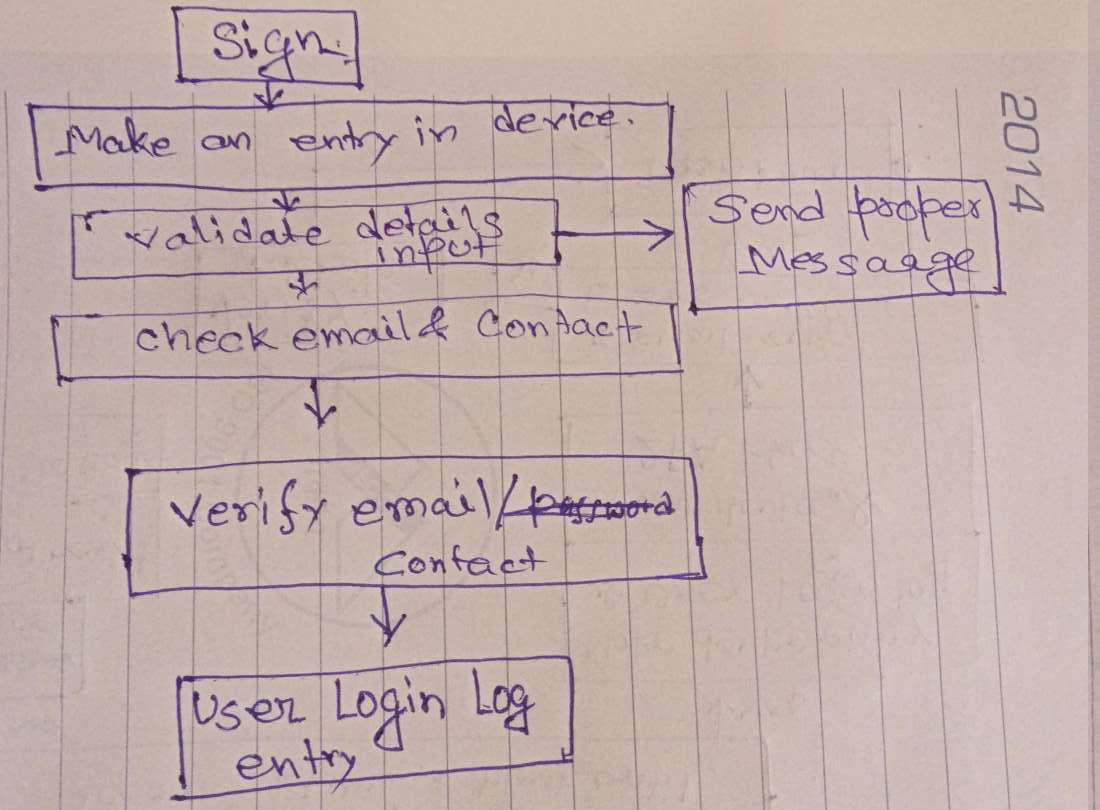 Sign.
Make an entry in device.
Validate details
input
Send proper
Messaage
check email & Contact
Verify email/password
Contact
User Login Log
entry
2014